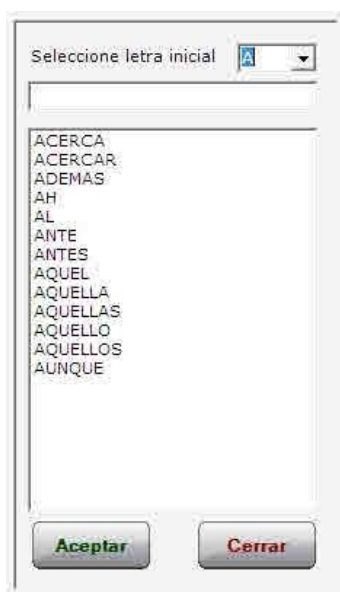 Seleccione letra inicial A
ACERCA
ACERCAR
ADEMAS
AH
AL
ANTE
ANTES
AQUEL
AQUELLA
AQUELLAS
AQUELLO
AQUELLOS
AUNQUE
Aceptar Cerrar